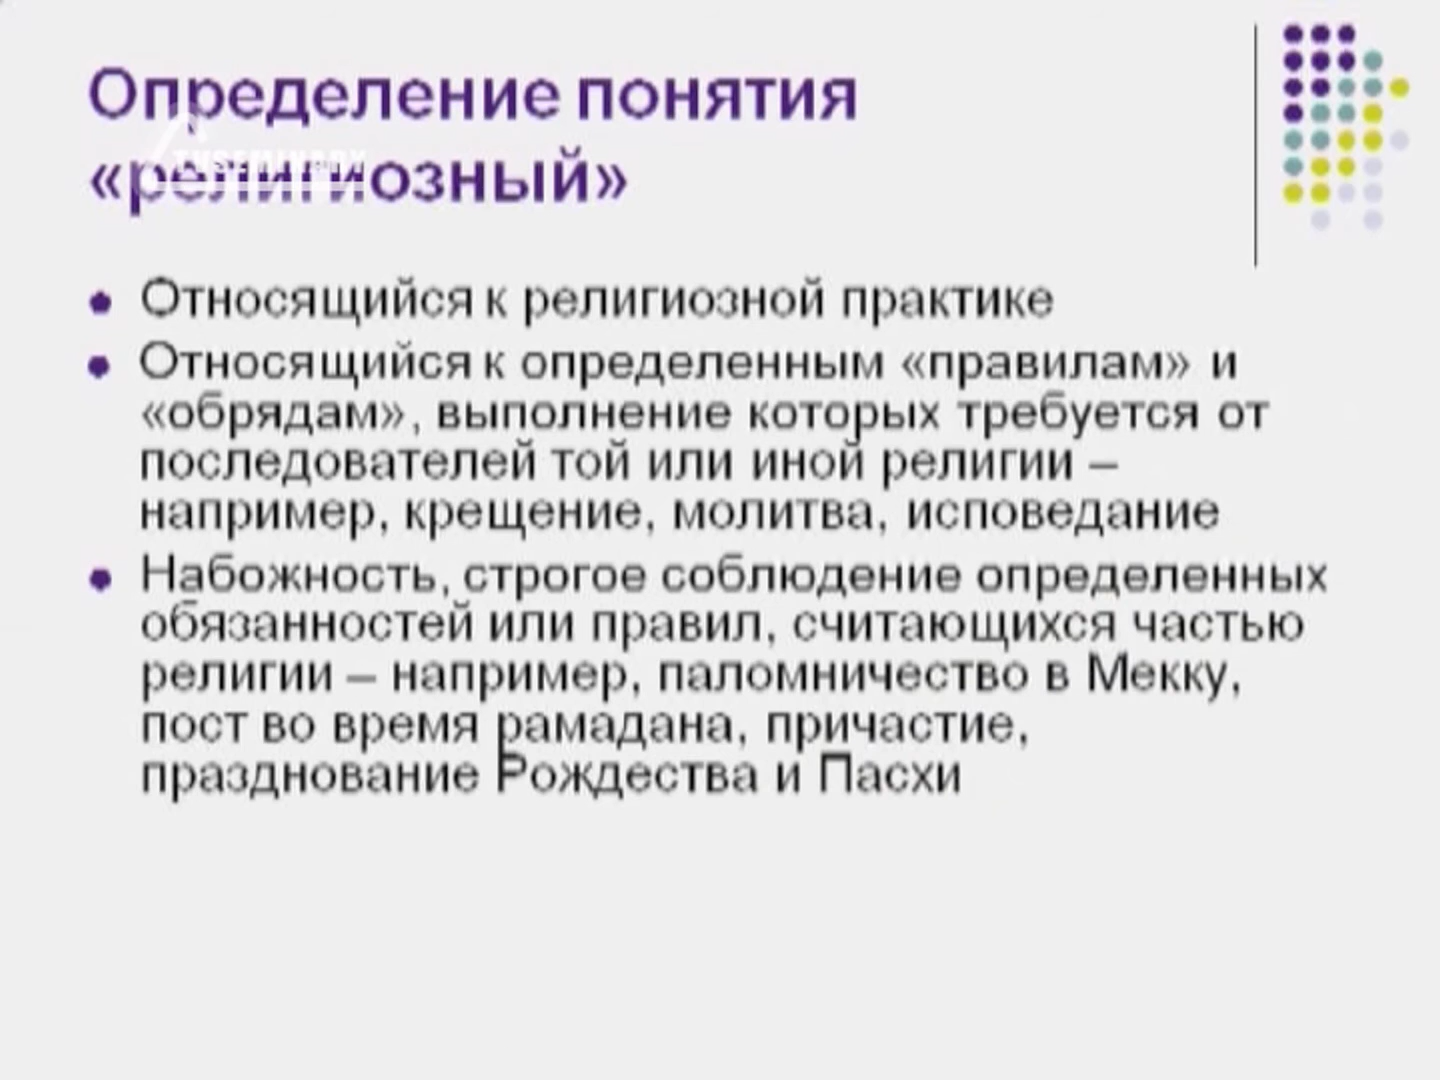 Определение понятия
«религиозный»
TVSEMINARY
Относящийся к религиозной практике
Относящийся к определенным «правилам» и
«обрядам», выполнение которых требуется от
последователей той или иной религии –
например, крещение, молитва, исповедание
Набожность, строгое соблюдение определенных
обязанностей или правил, считающихся частью
религии – например, паломничество в Мекку,
пост во время рамадана, причастие,
празднование Рождества и Пасхи